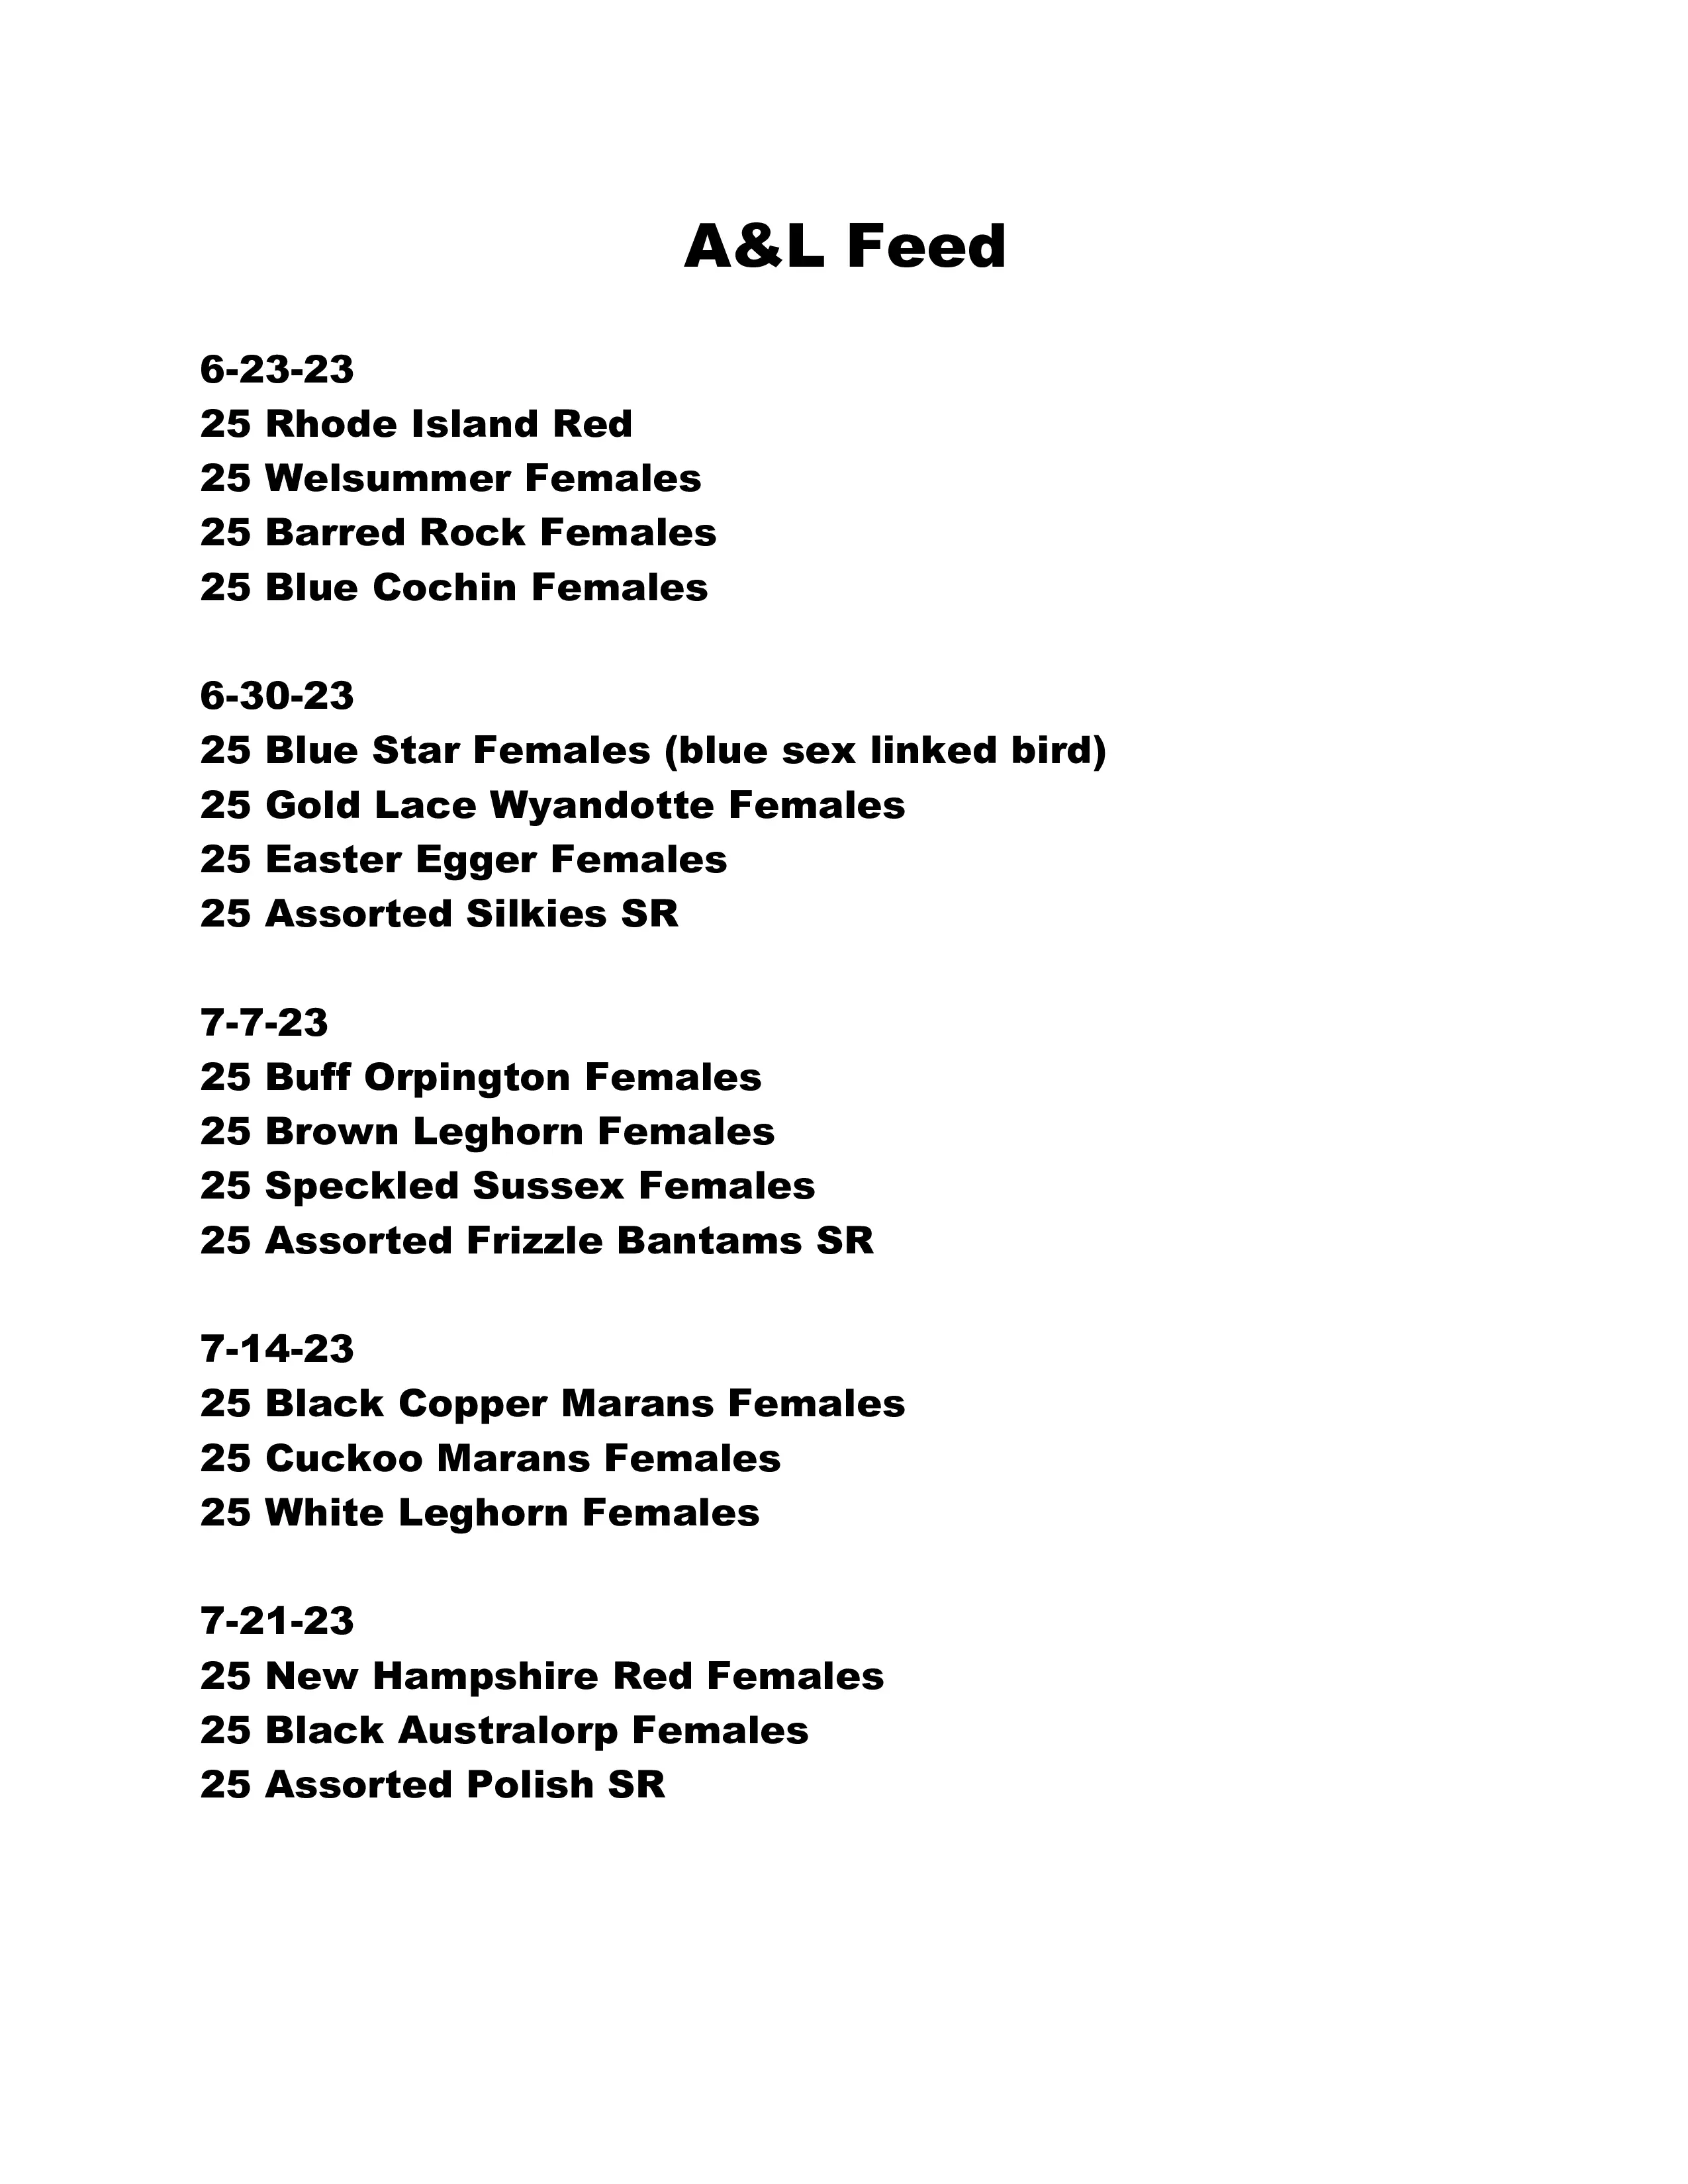 A&L Feed
6-23-23
25 Rhode Island Red
25 Welsummer Females
25 Barred Rock Females
25 Blue Cochin Females
6-30-23
25 Blue Star Females (blue sex linked bird)
25 Gold Lace Wyandotte Females
25 Easter Egger Females
25 Assorted Silkies SR
7-7-23
25 Buff Orpington Females
25 Brown Leghorn Females
25 Speckled Sussex Females
25 Assorted Frizzle Bantams SR
7-14-23
25 Black Copper Marans Females
25 Cuckoo Marans Females
25 White Leghorn Females
7-21-23
25 New Hampshire Red Females
25 Black Australorp Females
25 Assorted Polish SR